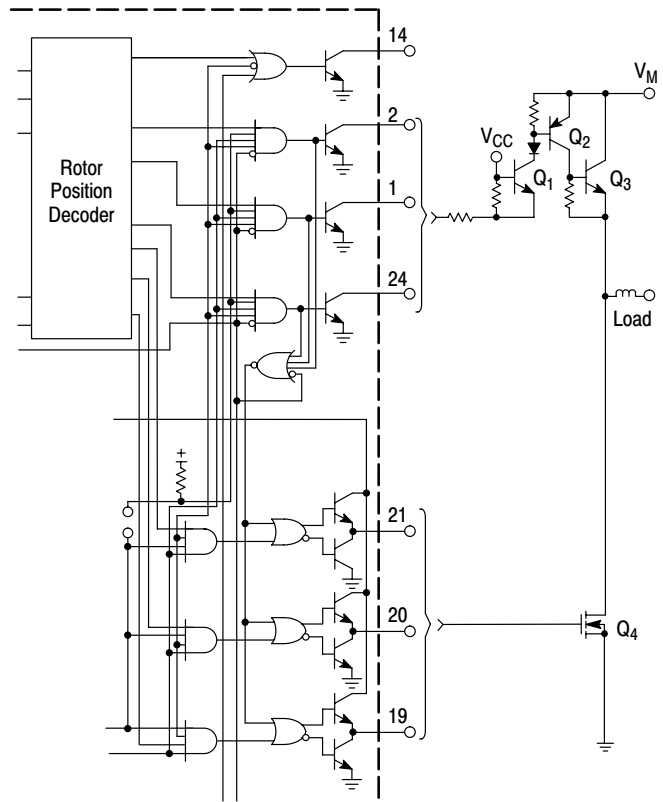 14
V_M
2
V_CC
Q_2
Rotor
Position
Decoder
Q_1
Q_3
1
24
Load
+
21
20
Q_4
19